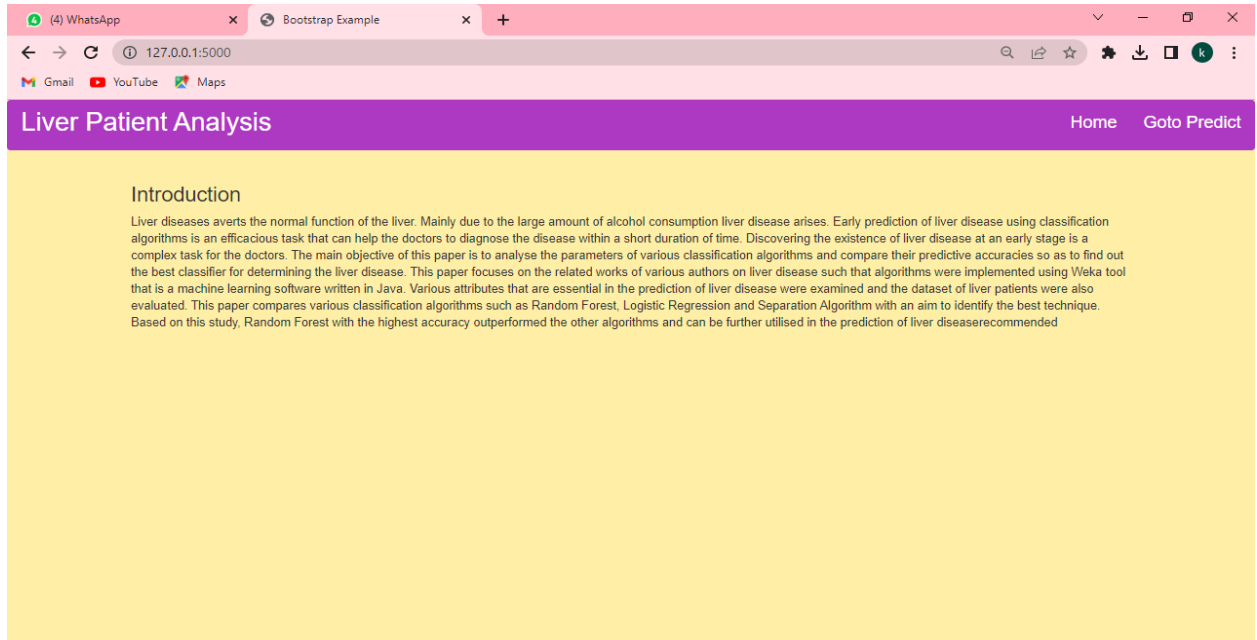 (4) WhatsApp
Bootstrap Example
127.0.0.1:5000
k
Gmail
YouTube
Maps
Liver Patient Analysis
Home
Goto Predict
Introduction
Liver diseases averts the normal function of the liver. Mainly due to the large amount of alcohol consumption liver disease arises. Early prediction of liver disease using classification
algorithms is an efficacious task that can help the doctors to diagnose the disease within a short duration of time. Discovering the existence of liver disease at an early stage is a
complex task for the doctors. The main objective of this paper is to analyse the parameters of various classification algorithms and compare their predictive accuracies so as to find out
the best classifier for determining the liver disease. This paper focuses on the related works of various authors on liver disease such that algorithms were implemented using Weka tool
that is a machine learning software written in Java. Various attributes that are essential in the prediction of liver disease were examined and the dataset of liver patients were also
evaluated. This paper compares various classification algorithms such as Random Forest, Logistic Regression and Separation Algorithm with an aim to identify the best technique.
Based on this study, Random Forest with the highest accuracy outperformed the other algorithms and can be further utilised in the prediction of liver diseaserecommended